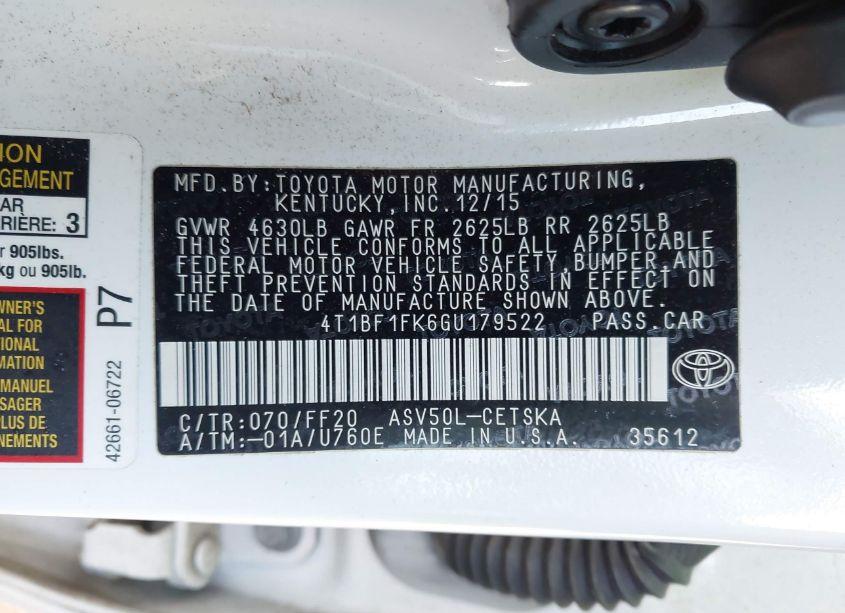 ION
GEMENT
AR
RIÈRE: 3
905lbs.
kg ou 905lb.
WNER'S
AL FOR
TIONAL
MATION
MANUEL
SAGER
PLUS DE
NEMENTS
P7
42661-06722
MFD.BY:TOYOTA MOTOR MANUFACTURING,
KENTUCKY,INC.12/15
GVWR 4630LB GAWR FR 2625LB RR 2625LB
THIS VEHICLE CONFORMS TO ALL APPLICABLE
FEDERAL MOTOR VEHICLE SAFETY,BUMPER,AND
THEFT PREVENTION STANDARDS IN EFFECT ON
THE DATE OF MANUFACTURE SHOWN ABOVE.
4T1BF1FK6GU179522 PASS.CAR
C/TR:070/FF20 ASV50L-CETSKA
A/TM:-01A/U760E MADE IN U.S.A. 35612